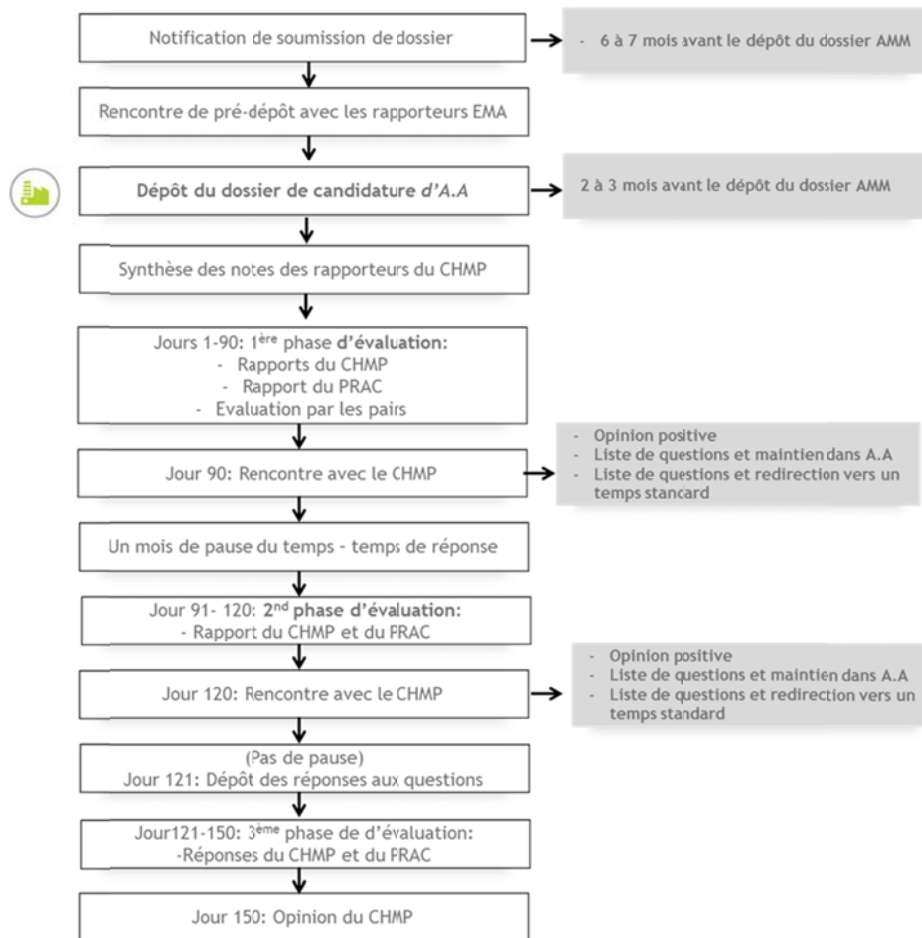 Notification de soumission de dossier
- 6 à 7 mois avant le dépôt du dossier AMM
Rencontre de pré-dépôt avec les rapporteurs EMA
Dépôt du dossier de candidature d'A.A
2 à 3 mois avant le dépôt du dossier AMM
Synthèse des notes des rapporteurs du CHMP
Jours 1-90: 1ère phase d'évaluation:
- Rapports du CHMP
- Rapport du PRAC
- Evaluation par les pairs
Jour 90: Rencontre avec le CHMP
- Opinion positive
- Liste de questions et maintien dans A.A
- Liste de questions et redirection vers un
temps standard
Un mois de pause du temps - temps de réponse
Jour 91- 120: 2nd phase d'évaluation:
- Rapport du CHMP et du PRAC
Jour 120: Rencontre avec le CHMP
- Opinion positive
- Liste de questions et maintien dans A.A
- Liste de questions et redirection vers un
temps standard
(Pas de pause)
Jour 121: Dépôt des réponses aux questions
Jour121-150: 3ème phase de d'évaluation:
-Réponses du CHMP et du PRAC
Jour 150: Opinion du CHMP